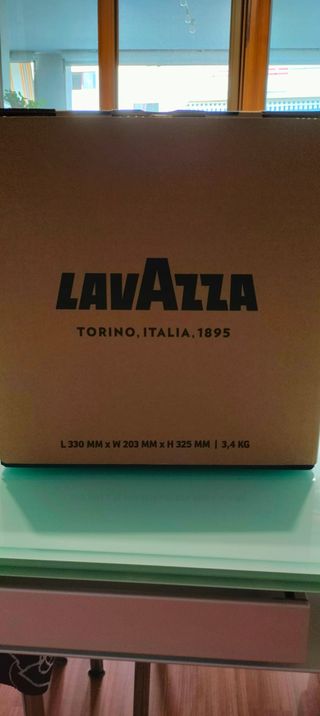 LAVAZZA
TORINO, ITALIA, 1895
L 330 MM x W 203 MM x H 325 MM | 3,4 KG